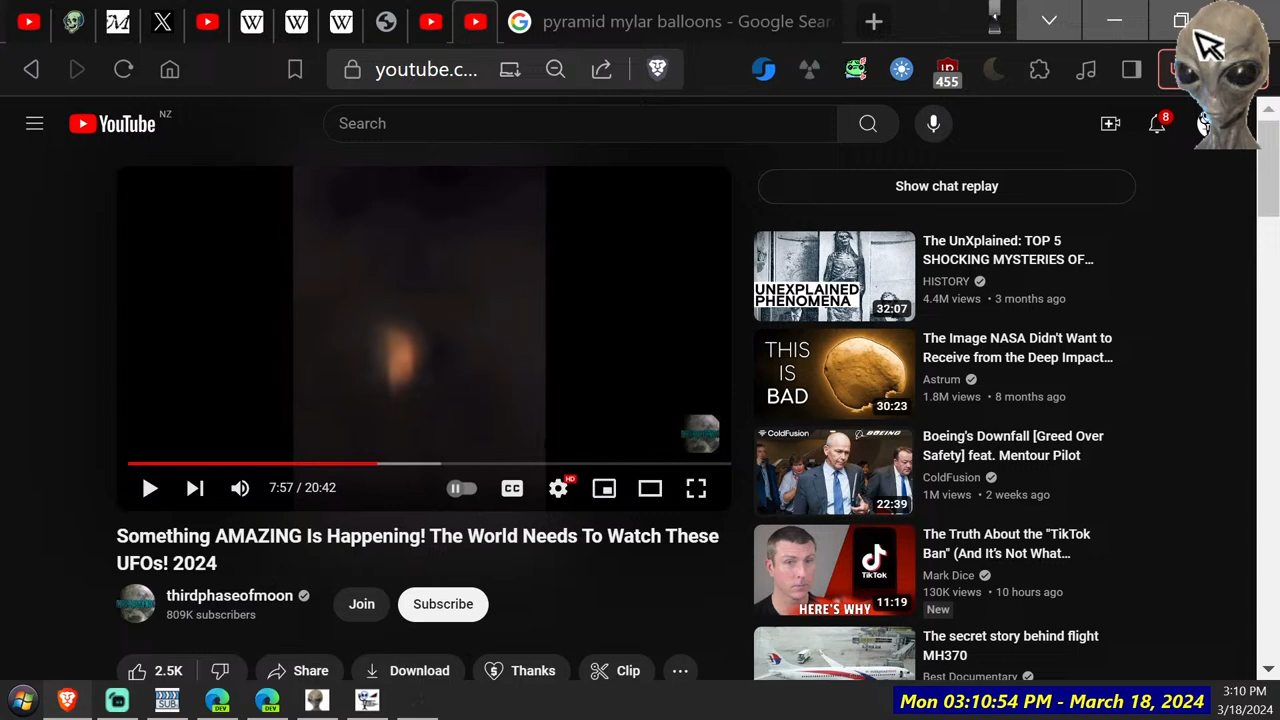 pyramid mylar balloons - Google Sear
youtube.c...
455
YouTube NZ
Search
8
Show chat replay
UNEXPLAINED
PHENOMENA
32:07
The UnXplained: TOP 5
SHOCKING MYSTERIES OF...
HISTORY
4.4M views • 3 months ago
THIS
IS
BAD
30:23
The Image NASA Didn't Want to
Receive from the Deep Impact...
Astrum
1.8M views • 8 months ago
ColdFusion
BOEING
22:39
Boeing's Downfall [Greed Over
Safety] feat. Mentour Pilot
ColdFusion
1M views • 2 weeks ago
TikTok
HERE'S WHY
11:19
The Truth About the "TikTok
Ban" (And It's Not What...
Mark Dice
130K views • 10 hours ago
New
The secret story behind flight
MH370
Best Documentary
CC
HD
7:57 / 20:42
Something AMAZING Is Happening! The World Needs To Watch These
UFOs! 2024
thirdphaseofmoon
809K subscribers
Join
Subscribe
2.5K
Share
Download
Thanks
Clip
SUB
DEV
DEV
Mon 03:10:54 PM - March 18, 2024
3:10 PM
3/18/2024